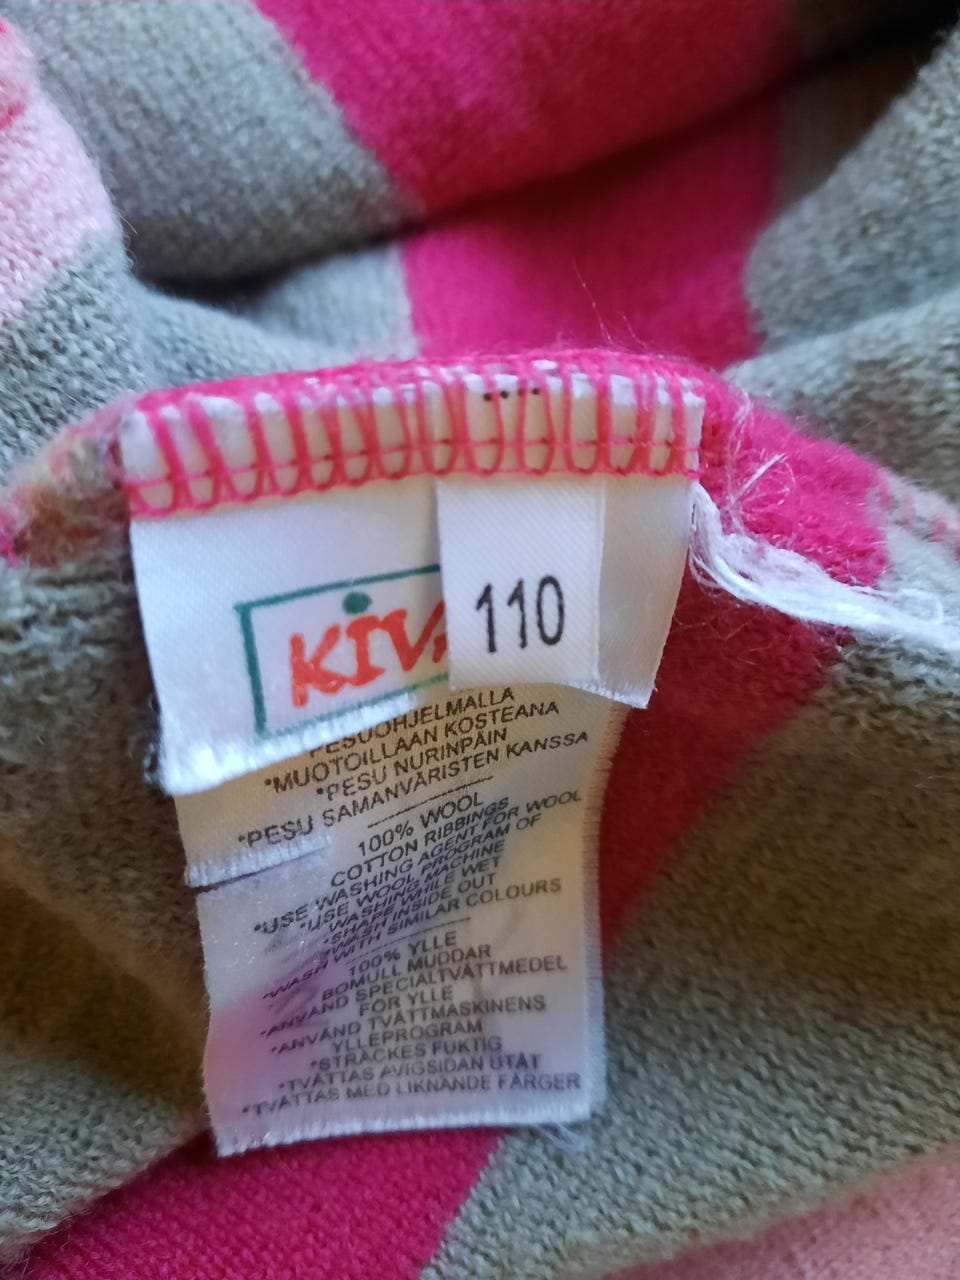 KIV
110
PESUOHJELMALLA
*MUOTOILLAAN KOSTEANA
*PESU NURINPÄIN
*PESU SAMANVÄRISTEN KANSSA
100% WOOL
COTTON RIBBINGS
*USE WASHING AGENT FOR WOOL
*USE WOOL PROGRAM OF
WASHING MACHINE
*SHAPE WHILE WET
*WASH INSIDE OUT
*WASH WITH SIMILAR COLOURS
100% YLLE
BOMULL MUDDAR
*ANVÄND SPECIALTVÄTTMEDEL
FÖR YLLE
*ANVÄND TVÄTTMASKINENS
YLLEPROGRAM
*STRÄCKES FUKTIG
*TVÄTTAS AVIGSIDAN UTÅT
*TVÄTTAS MED LIKNANDE FÄRGER